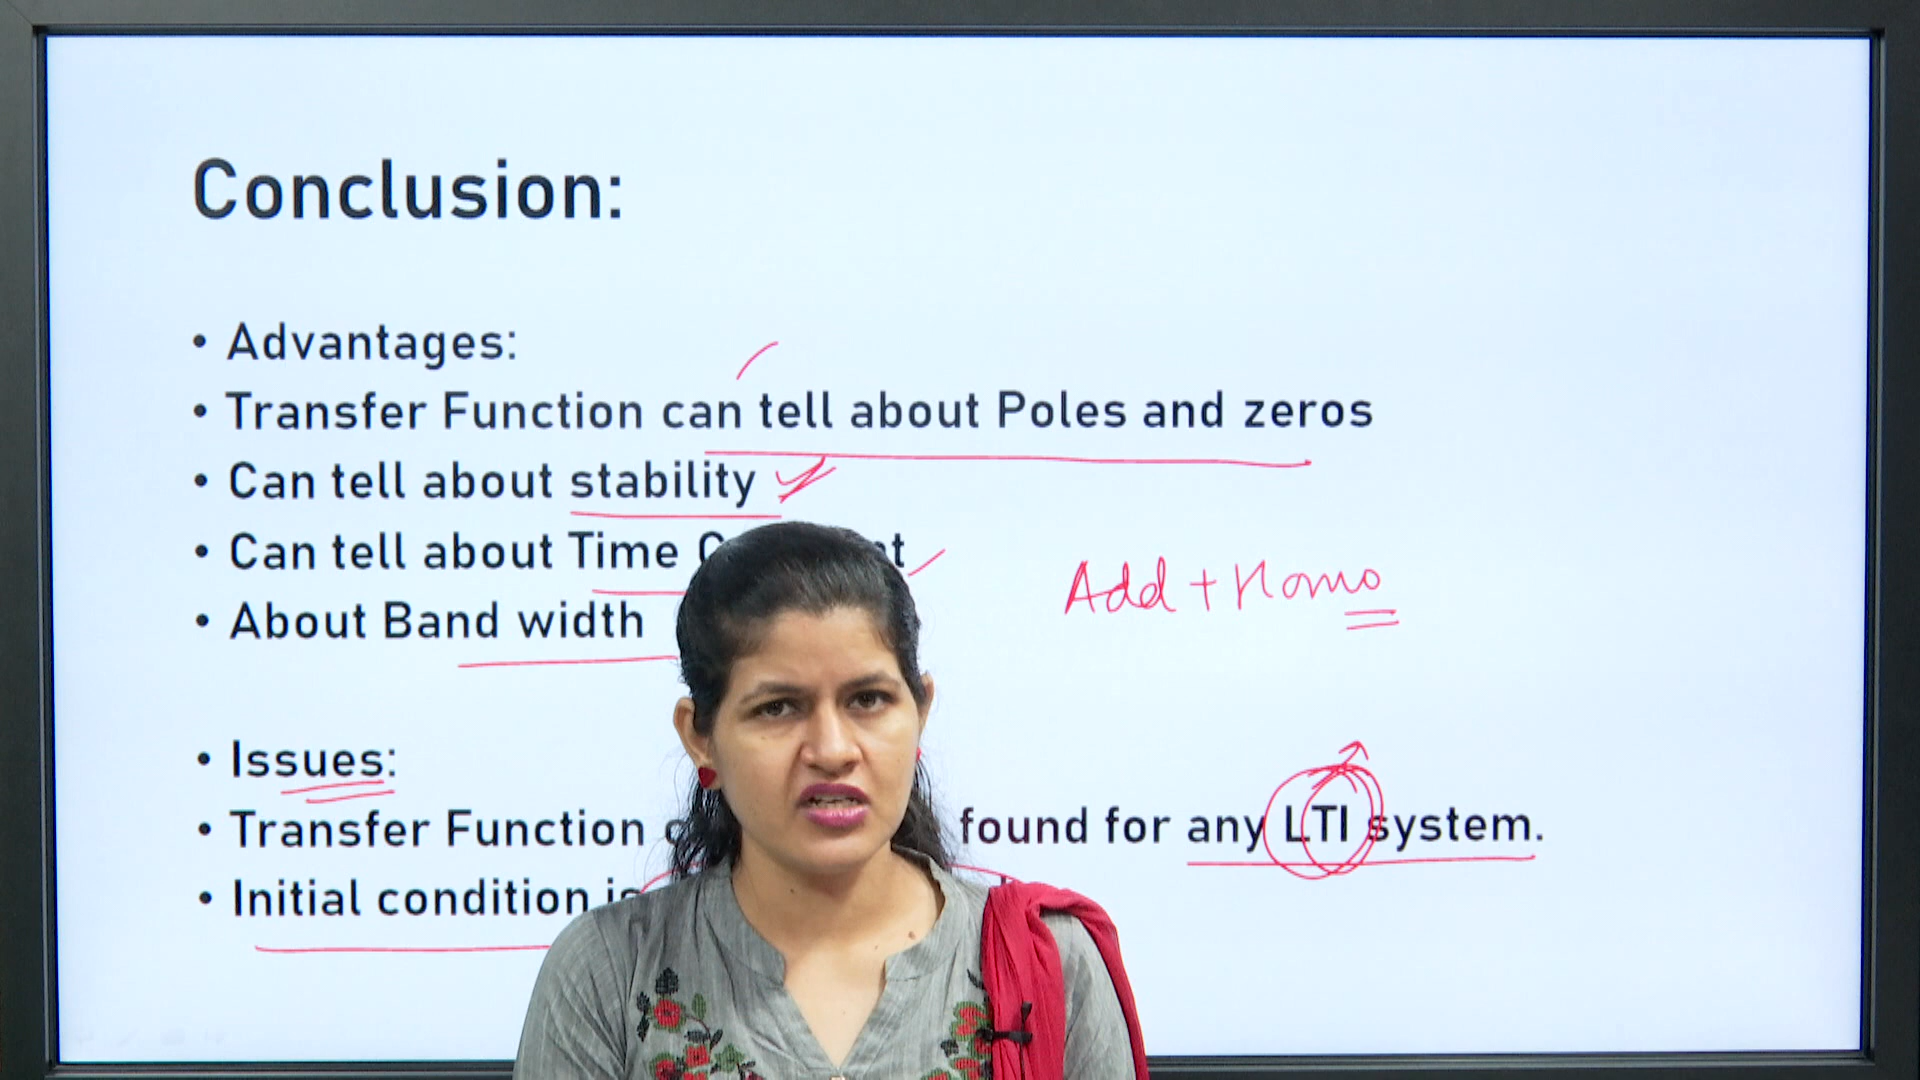 Conclusion:
• Advantages:
• Transfer Function can tell about Poles and zeros
• Can tell about stability
• Can tell about Time
• About Band width
Add + Homo
• Issues:
• Transfer Function found for any LTI system.
• Initial condition is